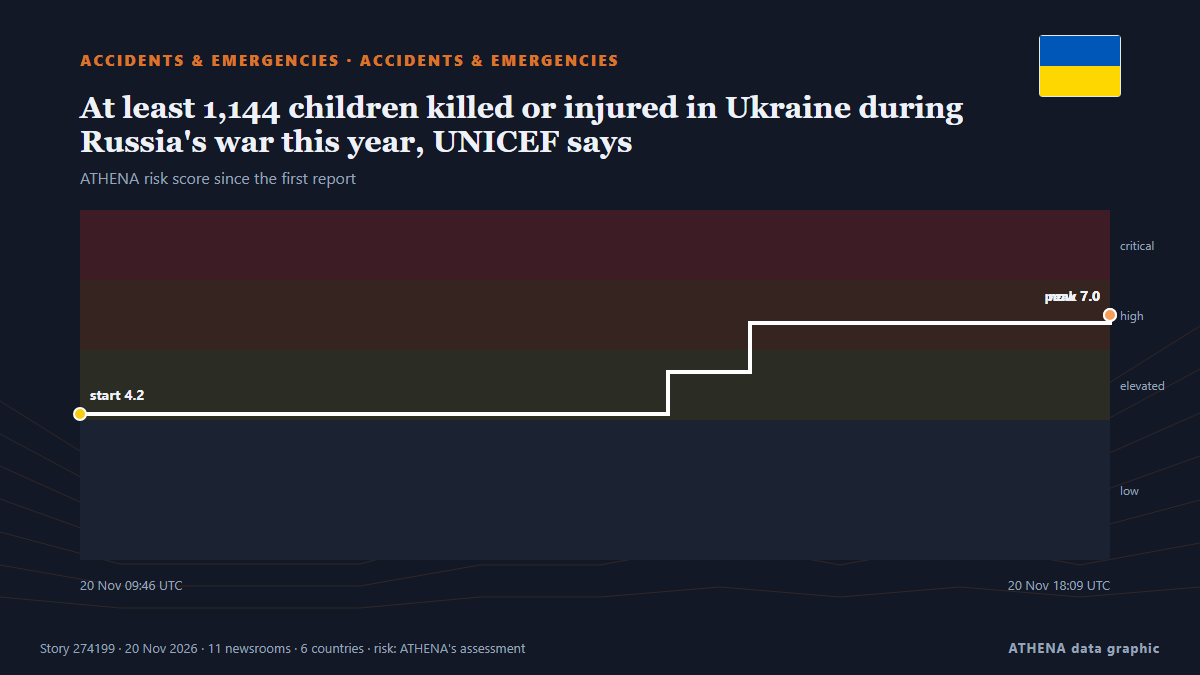 ACCIDENTS & EMERGENCIES · ACCIDENTS & EMERGENCIES
At least 1,144 children killed or injured in Ukraine during
Russia's war this year, UNICEF says
ATHENA risk score since the first report
critical
7.0
high
elevated
start 4.2
low
20 Nov 09:46 UTC
20 Nov 18:09 UTC
Story 274199 · 20 Nov 2026 · 11 newsrooms · 6 countries · risk: ATHENA's assessment
ATHENA data graphic